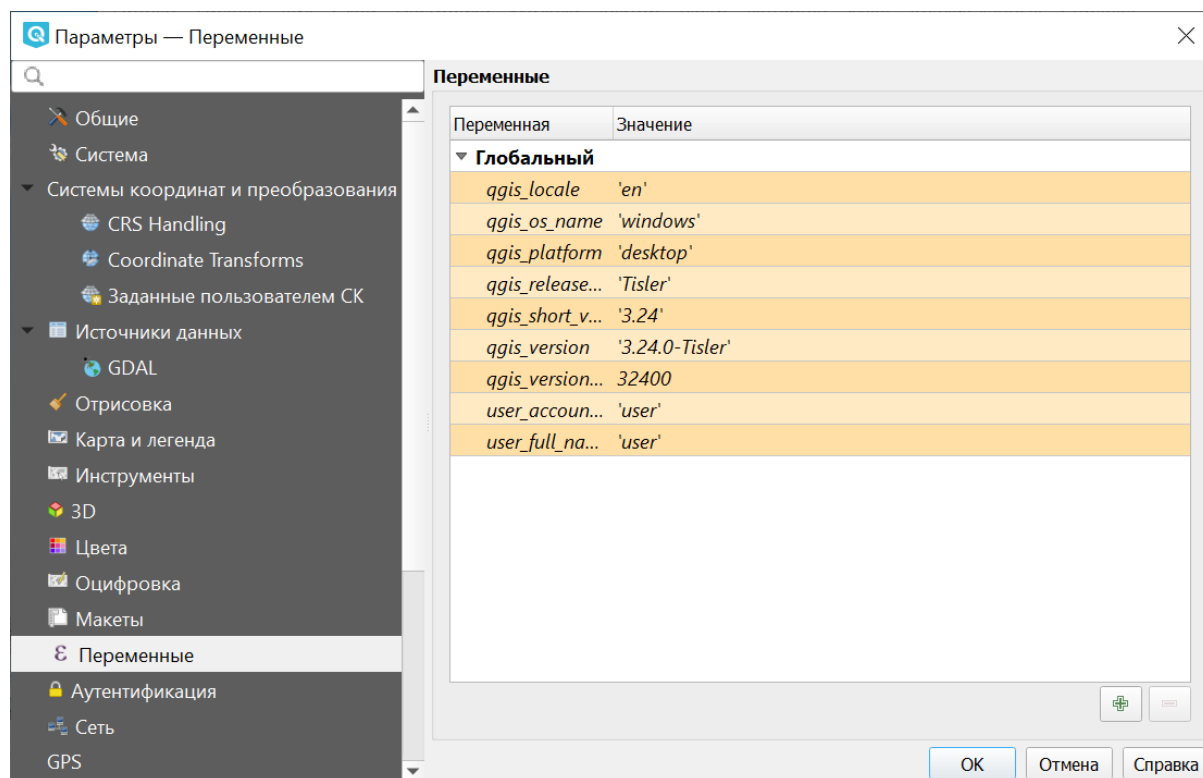 Параметры — Переменные
Общие
Система
Системы координат и преобразования
CRS Handling
Coordinate Transforms
Заданные пользователем СК
Источники данных
GDAL
Отрисовка
Карта и легенда
Инструменты
3D
Цвета
Оцифровка
Макеты
ε Переменные
Аутентификация
Сеть
GPS
Переменные
Переменная Значение
Глобальный
qgis_locale 'en'
qgis_os_name 'windows'
qgis_platform 'desktop'
qgis_release... 'Tisler'
qgis_short_v... '3.24'
qgis_version '3.24.0-Tisler'
qgis_version... 32400
user_accoun... 'user'
user_full_na... 'user'
OK Отмена Справка